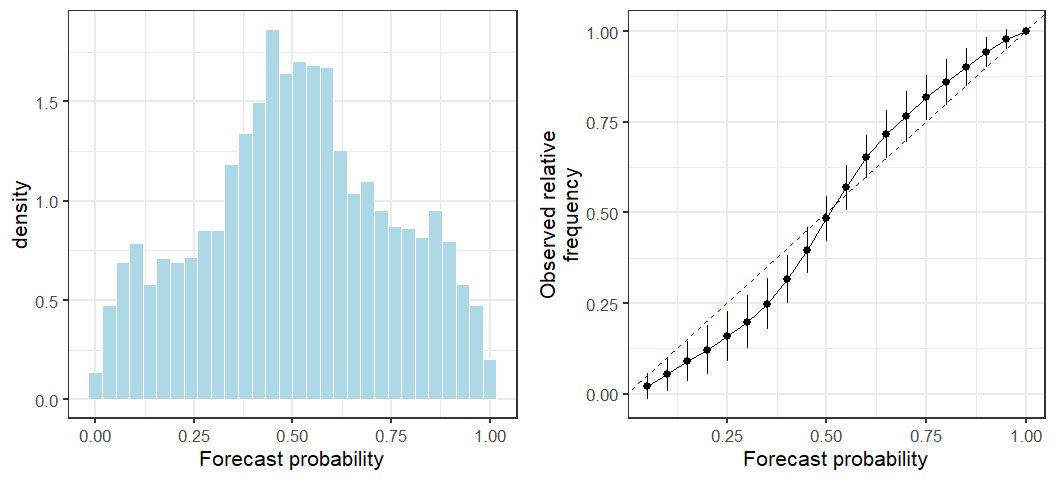 density
1.5
1.0
0.5
0.0
0.00 0.25 0.50 0.75 1.00
Forecast probability
Observed relative
frequency
1.00
0.75
0.50
0.25
0.00
0.25 0.50 0.75 1.00
Forecast probability